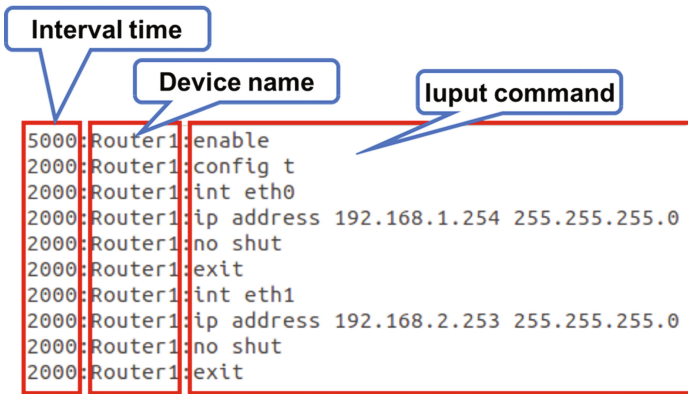 Interval time
Device name
Iuput command
5000:Router1:enable
2000:Router1:config t
2000:Router1:int eth0
2000:Router1:ip address 192.168.1.254 255.255.255.0
2000:Router1:no shut
2000:Router1:exit
2000:Router1:int eth1
2000:Router1:ip address 192.168.2.253 255.255.255.0
2000:Router1:no shut
2000:Router1:exit